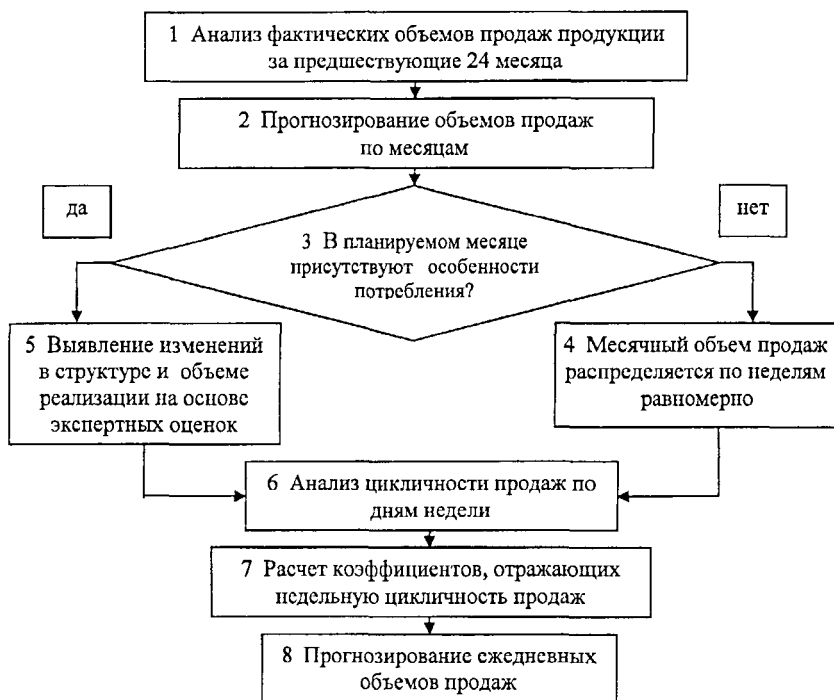 1 Анализ фактических объемов продаж продукции
за предшествующие 24 месяца
2 Прогнозирование объемов продаж
по месяцам
да
нет
3 В планируемом месяце
присутствуют особенности
потребления?
5 Выявление изменений
в структуре и объеме
реализации на основе
экспертных оценок
4 Месячный объем продаж
распределяется по неделям
равномерно
6 Анализ цикличности продаж по
дням недели
7 Расчет коэффициентов, отражающих
недельную цикличность продаж
8 Прогнозирование ежедневных
объемов продаж